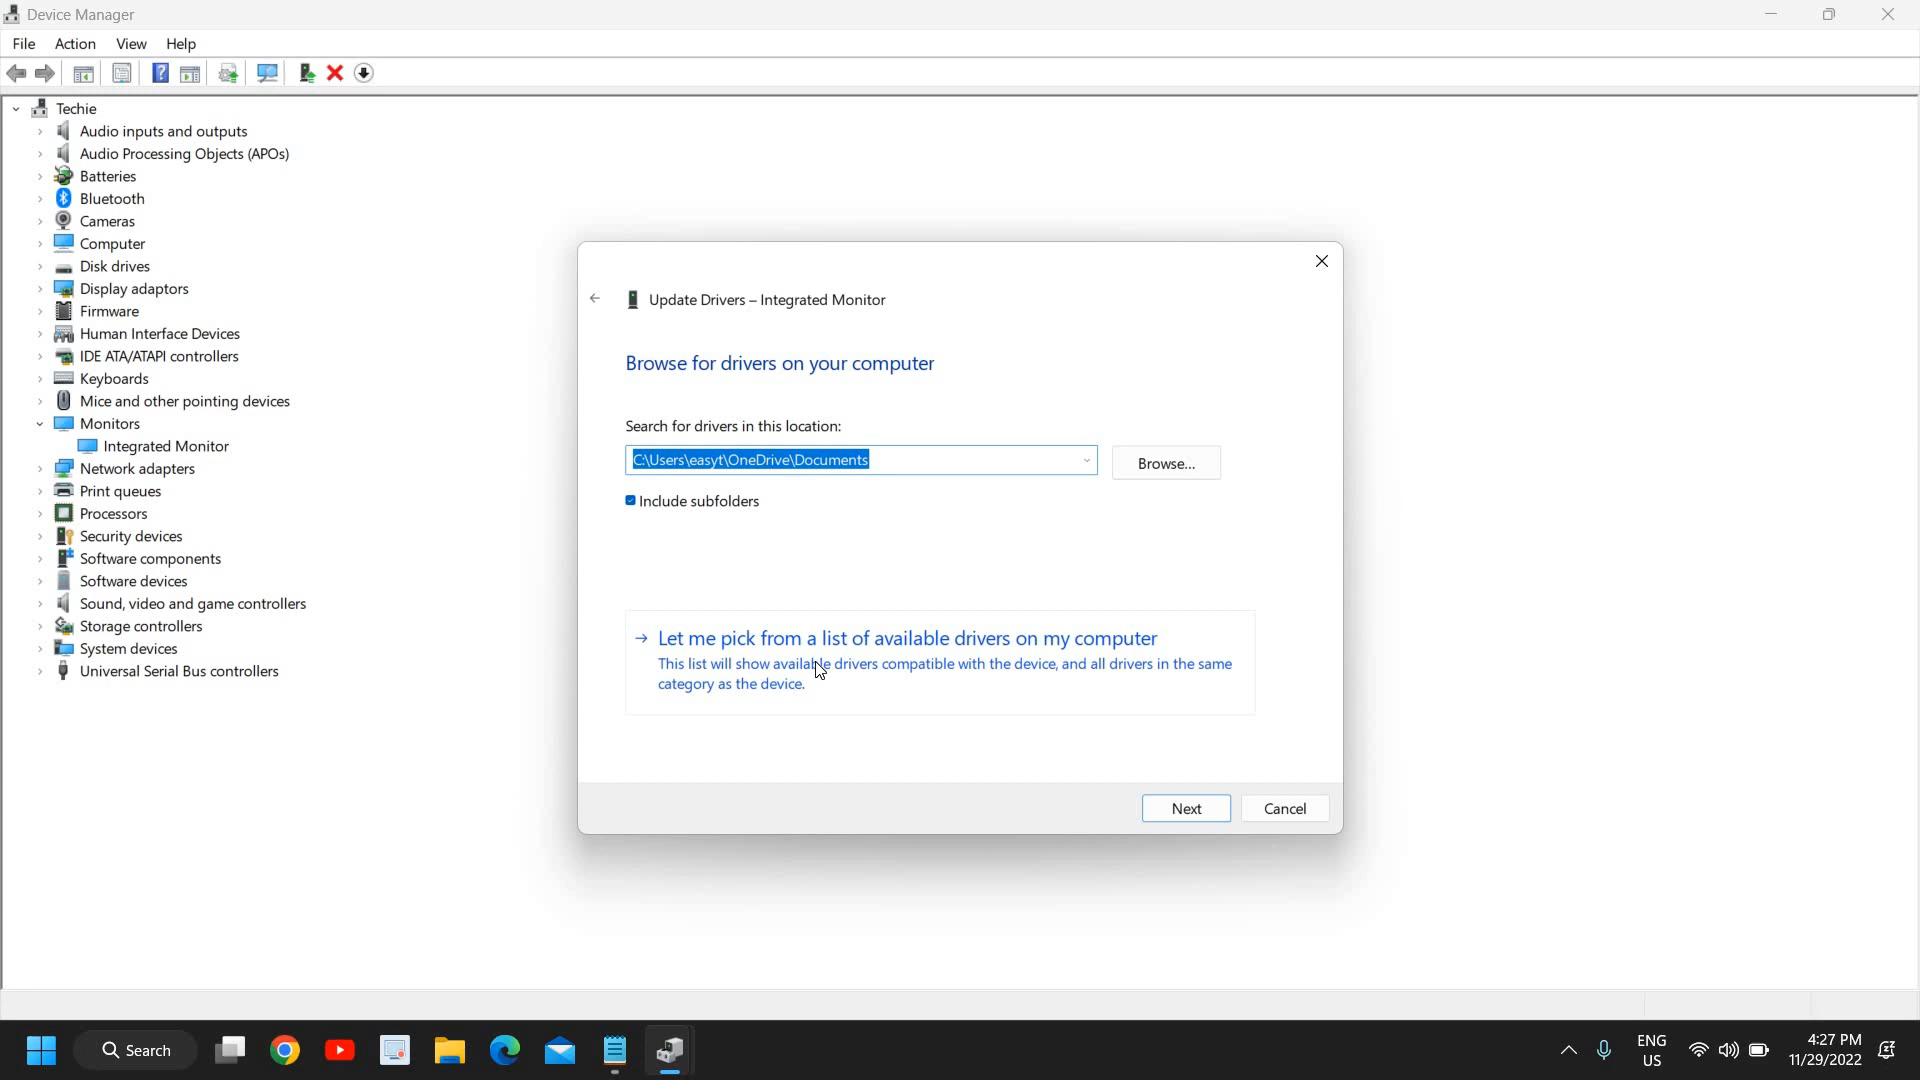 Device Manager
File Action View Help
Techie
Audio inputs and outputs
Audio Processing Objects (APOs)
Batteries
Bluetooth
Cameras
Computer
Disk drives
Display adaptors
Firmware
Human Interface Devices
IDE ATA/ATAPI controllers
Keyboards
Mice and other pointing devices
Monitors
Integrated Monitor
Network adapters
Print queues
Processors
Security devices
Software components
Software devices
Sound, video and game controllers
Storage controllers
System devices
Universal Serial Bus controllers
Update Drivers – Integrated Monitor
Browse for drivers on your computer
Search for drivers in this location:
C:\Users\easyt\OneDrive\Documents
Browse...
Include subfolders
Let me pick from a list of available drivers on my computer
This list will show available drivers compatible with the device, and all drivers in the same
category as the device.
Next Cancel
Search
ENG
US
4:27 PM
11/29/2022